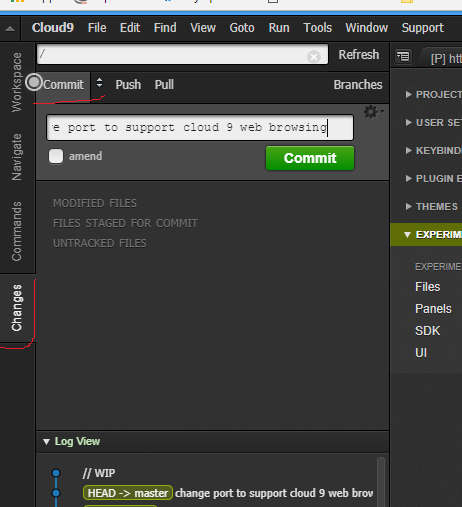 Cloud9 File Edit Find View Goto Run Tools Window Support
/ Refresh
[P] htt
Commit Push Pull Branches
e port to support cloud 9 web browsing
amend Commit
MODIFIED FILES
FILES STAGED FOR COMMIT
UNTRACKED FILES
Workspace
Navigate
Commands
Changes
PROJECT
USER SET
KEYBIND
PLUGIN E
THEMES
EXPERIM
EXPERIME
Files
Panels
SDK
UI
Log View
// WIP
HEAD -> master change port to support cloud 9 web brow